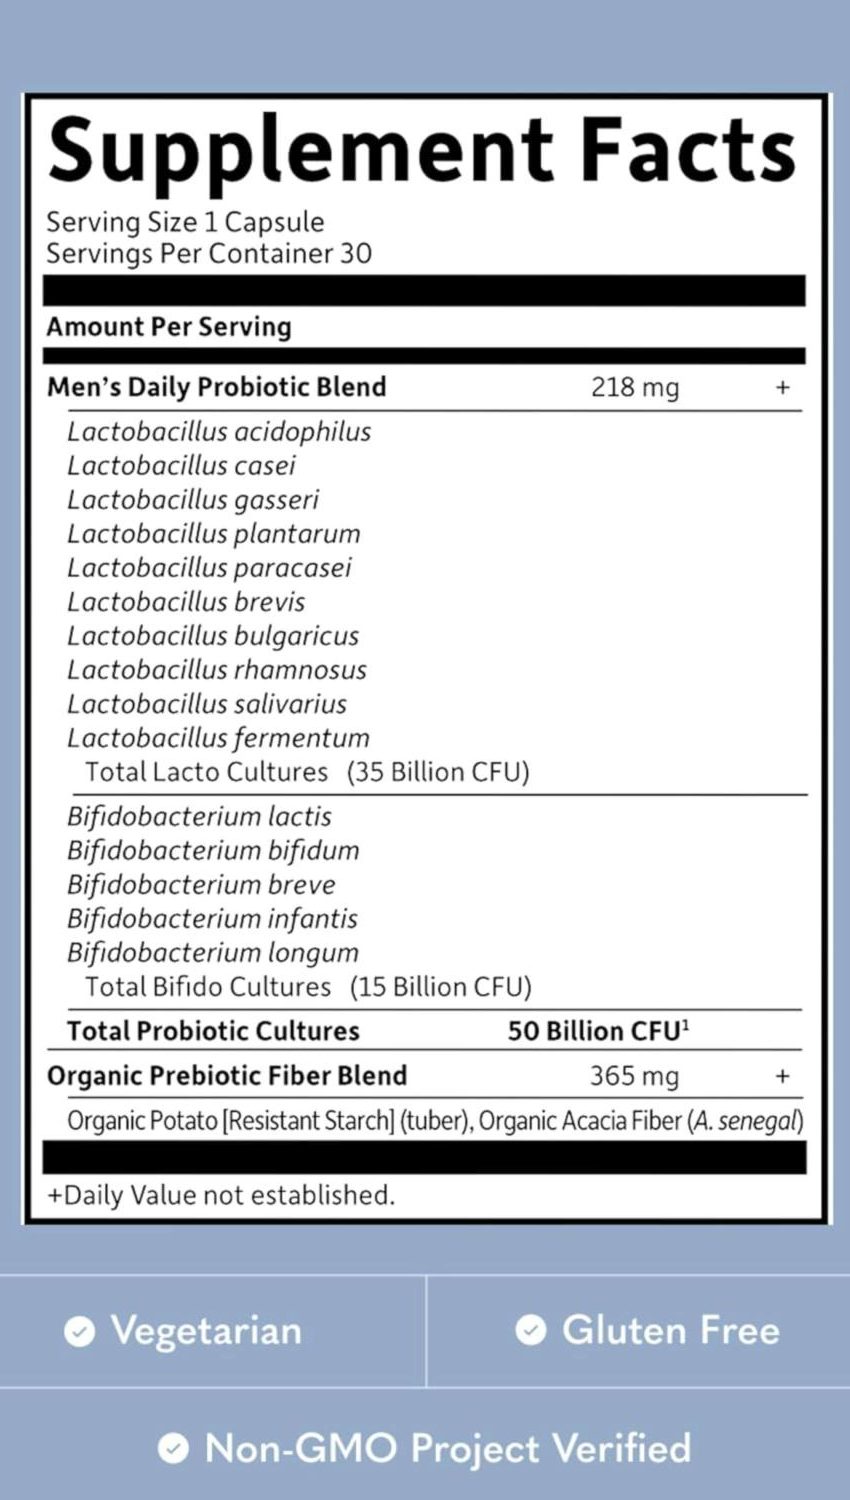 Supplement Facts
Serving Size 1 Capsule
Servings Per Container 30
Amount Per Serving
Men’s Daily Probiotic Blend 218 mg +
Lactobacillus acidophilus
Lactobacillus casei
Lactobacillus gasseri
Lactobacillus plantarum
Lactobacillus paracasei
Lactobacillus brevis
Lactobacillus bulgaricus
Lactobacillus rhamnosus
Lactobacillus salivarius
Lactobacillus fermentum
Total Lacto Cultures (35 Billion CFU)
Bifidobacterium lactis
Bifidobacterium bifidum
Bifidobacterium breve
Bifidobacterium infantis
Bifidobacterium longum
Total Bifido Cultures (15 Billion CFU)
Total Probiotic Cultures 50 Billion CFU¹
Organic Prebiotic Fiber Blend 365 mg +
Organic Potato [Resistant Starch] (tuber), Organic Acacia Fiber (A. senegal)
+Daily Value not established.
Vegetarian
Gluten Free
Non-GMO Project Verified